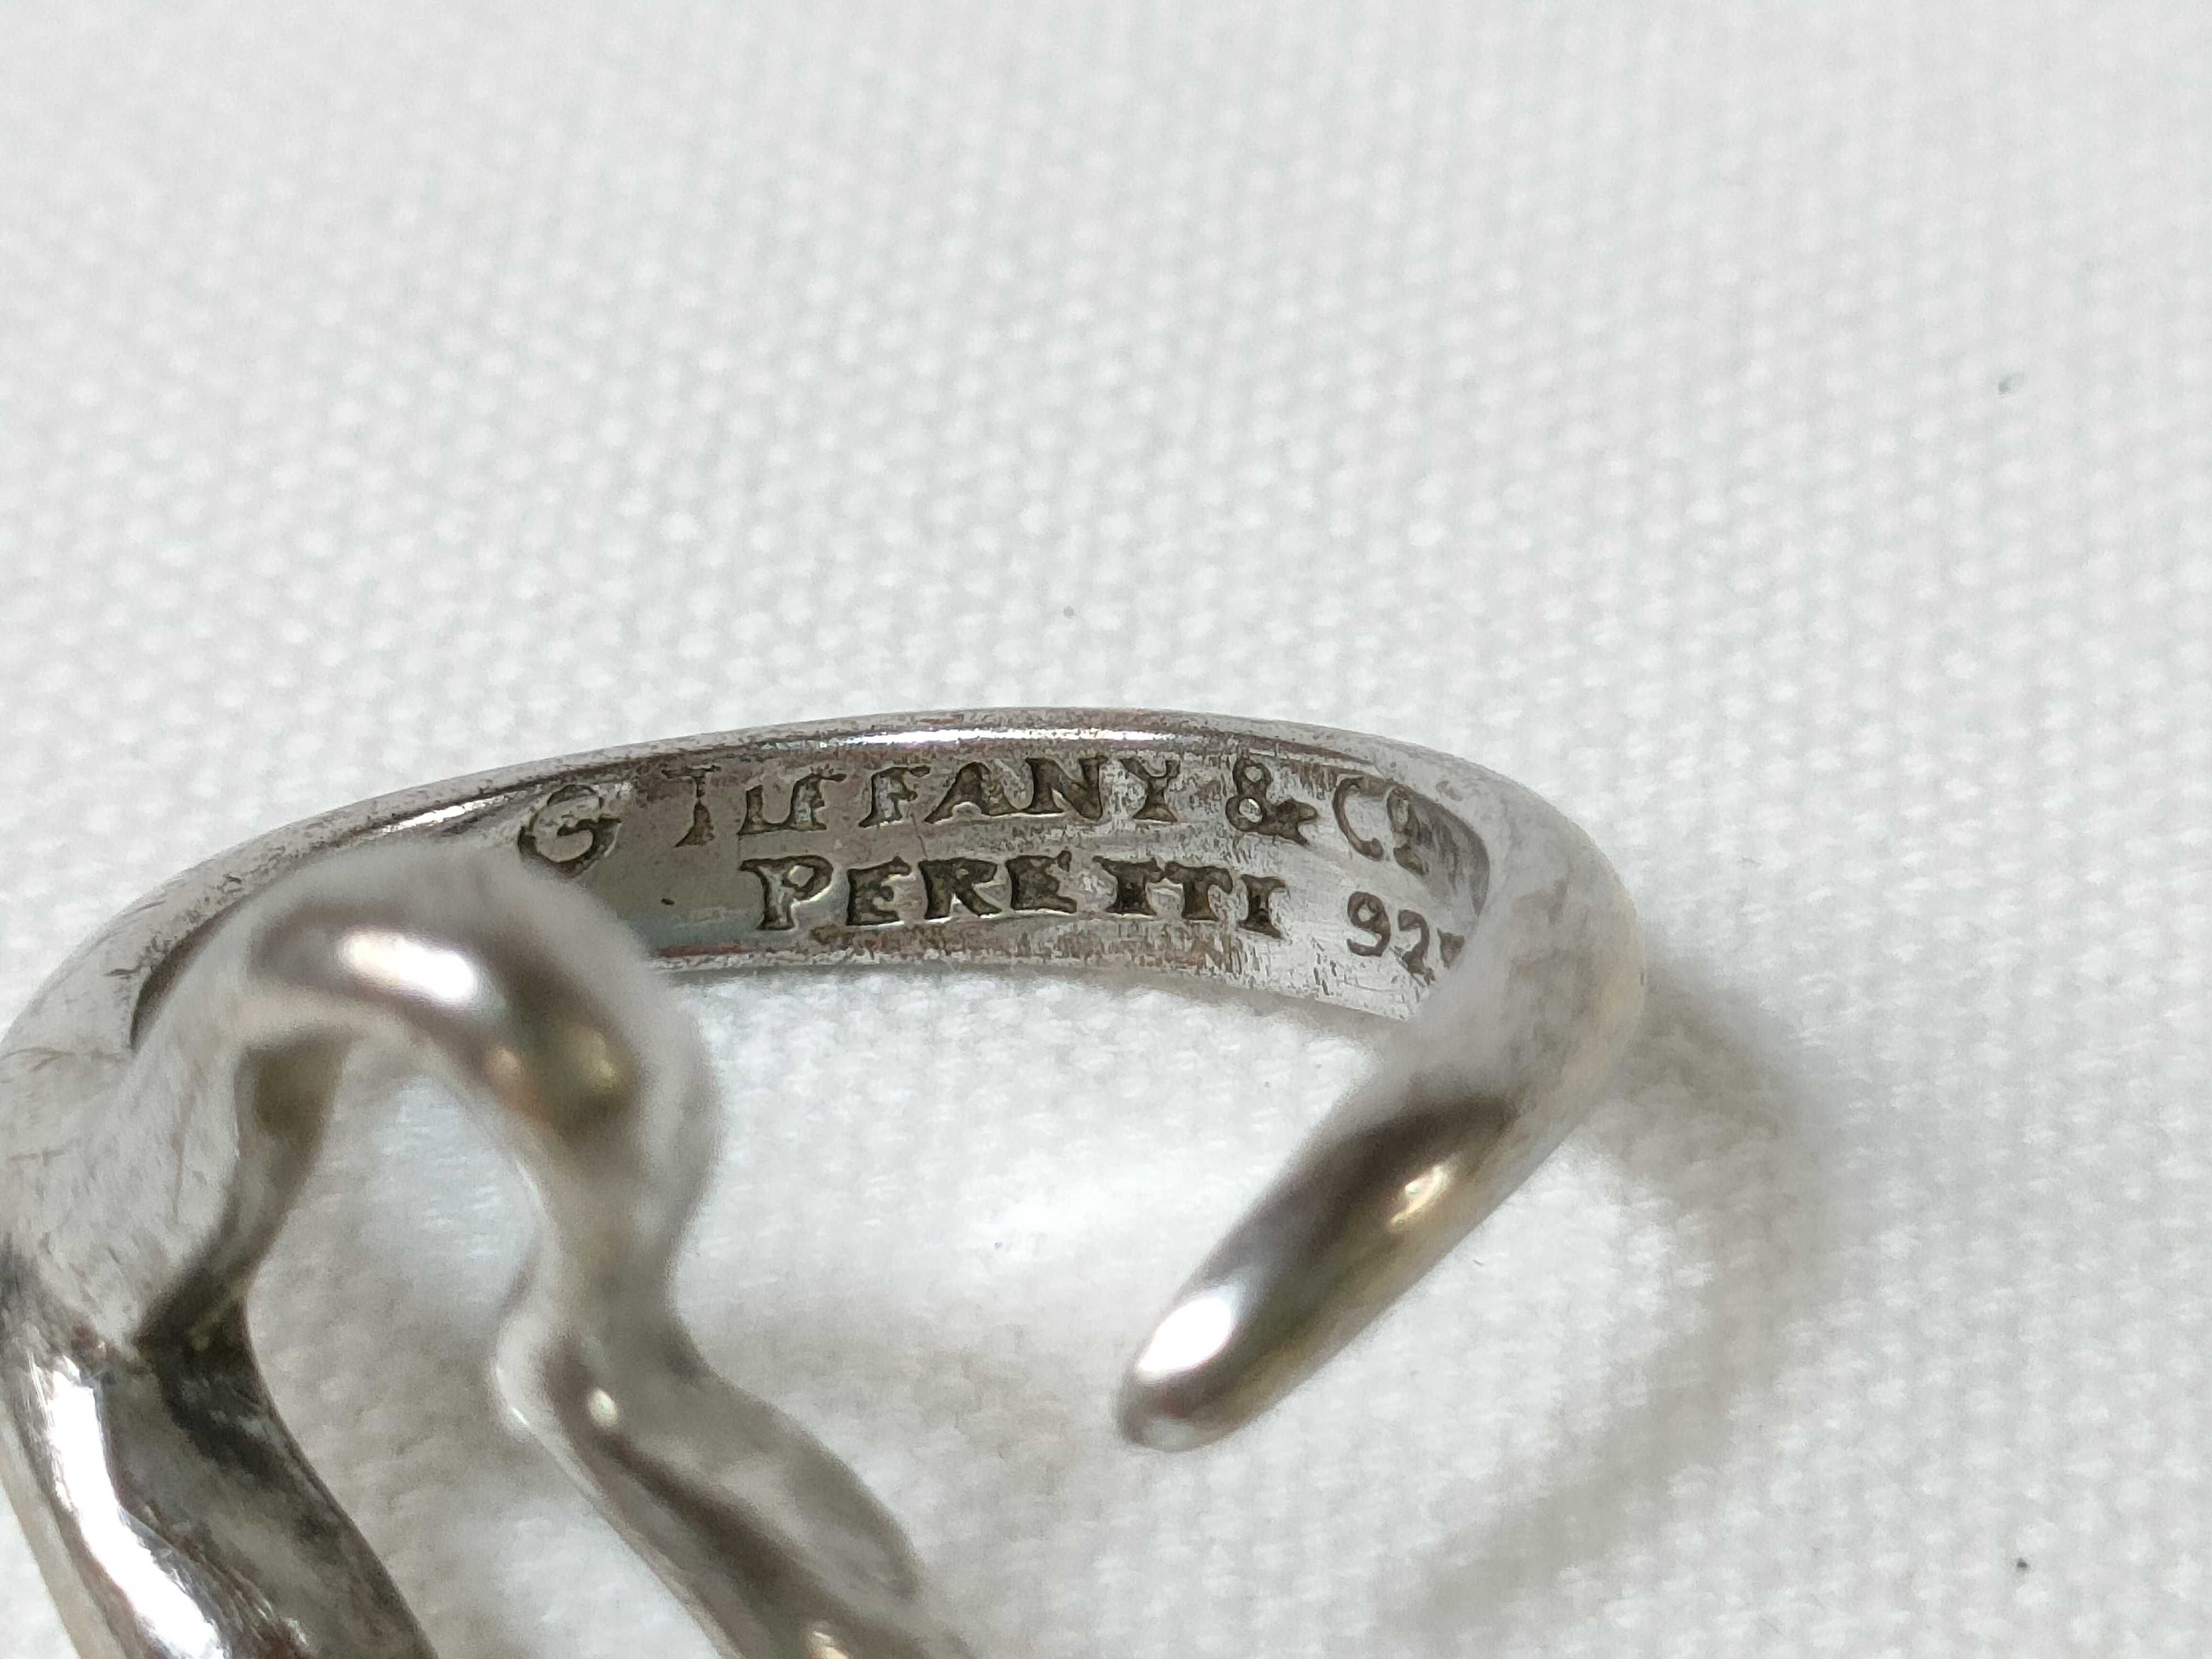 G TIFFANY & Co
PERETTI 925